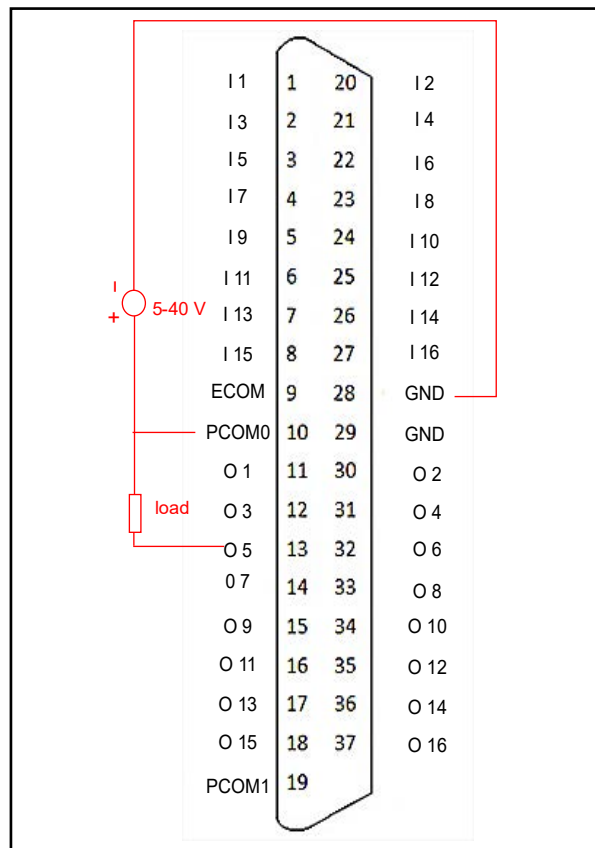 I 1 1 20 I 2
I 3 2 21 I 4
I 5 3 22 I 6
I 7 4 23 I 8
I 9 5 24 I 10
I 11 6 25 I 12
- 5-40 V
+ I 13 7 26 I 14
I 15 8 27 I 16
ECOM 9 28 GND
PCOM0 10 29 GND
O 1 11 30 O 2
load O 3 12 31 O 4
O 5 13 32 O 6
0 7 14 33 O 8
O 9 15 34 O 10
O 11 16 35 O 12
O 13 17 36 O 14
O 15 18 37 O 16
PCOM1 19